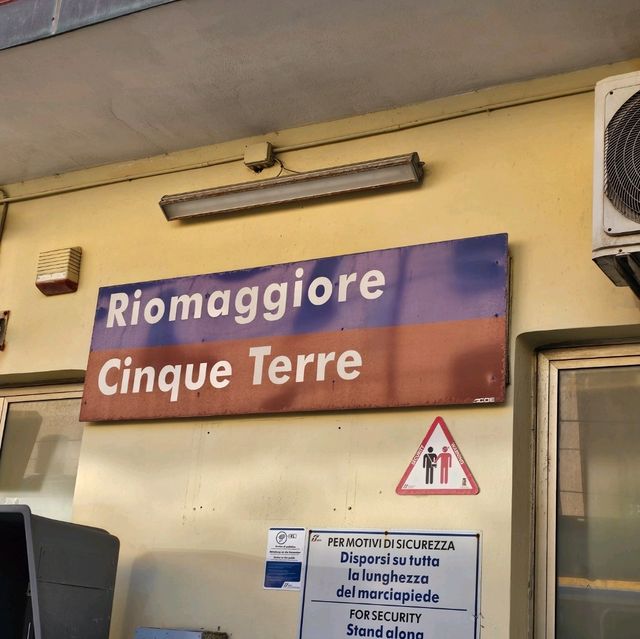 Riomaggiore
Cinque Terre
PER MOTIVI DI SICUREZZA
Disporsi su tutta
la lunghezza
del marciapiede
FOR SECURITY
Stand along